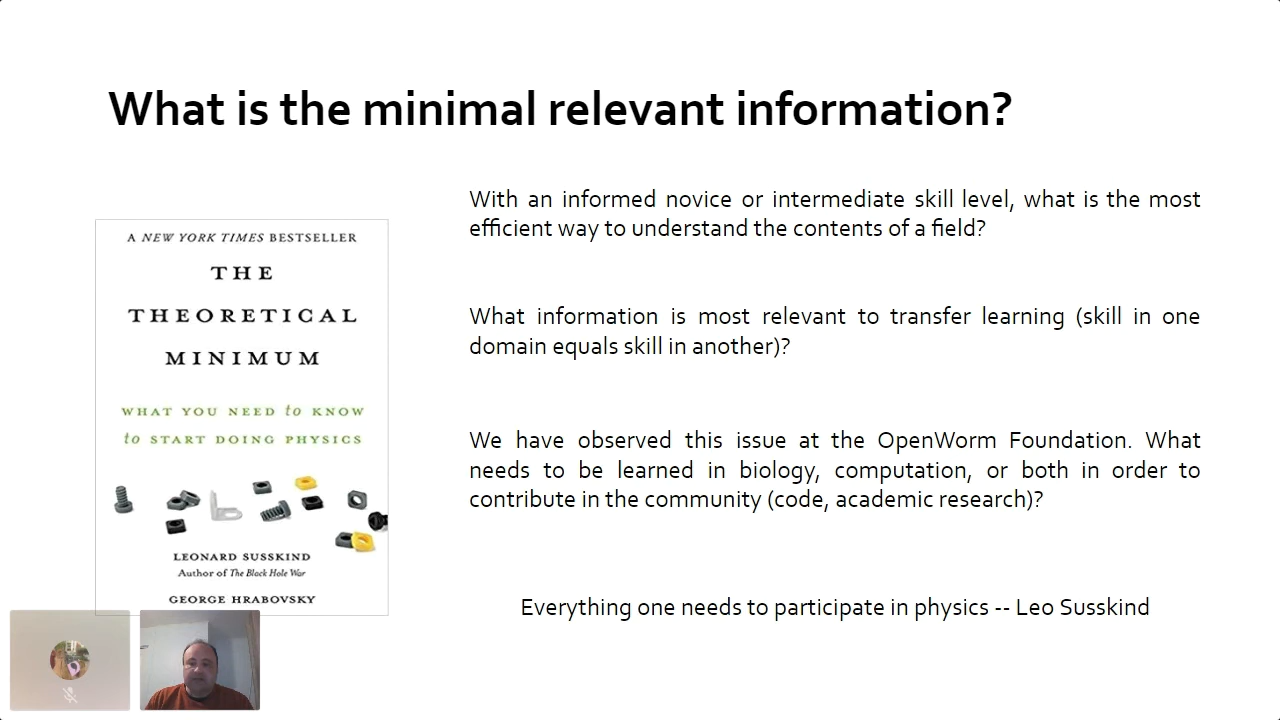 What is the minimal relevant information?
With an informed novice or intermediate skill level, what is the most
efficient way to understand the contents of a field?
What information is most relevant to transfer learning (skill in one
domain equals skill in another)?
We have observed this issue at the OpenWorm Foundation. What
needs to be learned in biology, computation, or both in order to
contribute in the community (code, academic research)?
Everything one needs to participate in physics -- Leo Susskind
A NEW YORK TIMES BESTSELLER
THE
THEORETICAL
MINIMUM
WHAT YOU NEED to KNOW
to START DOING PHYSICS
LEONARD SUSSKIND
Author of The Black Hole War
GEORGE HRABOVSKY